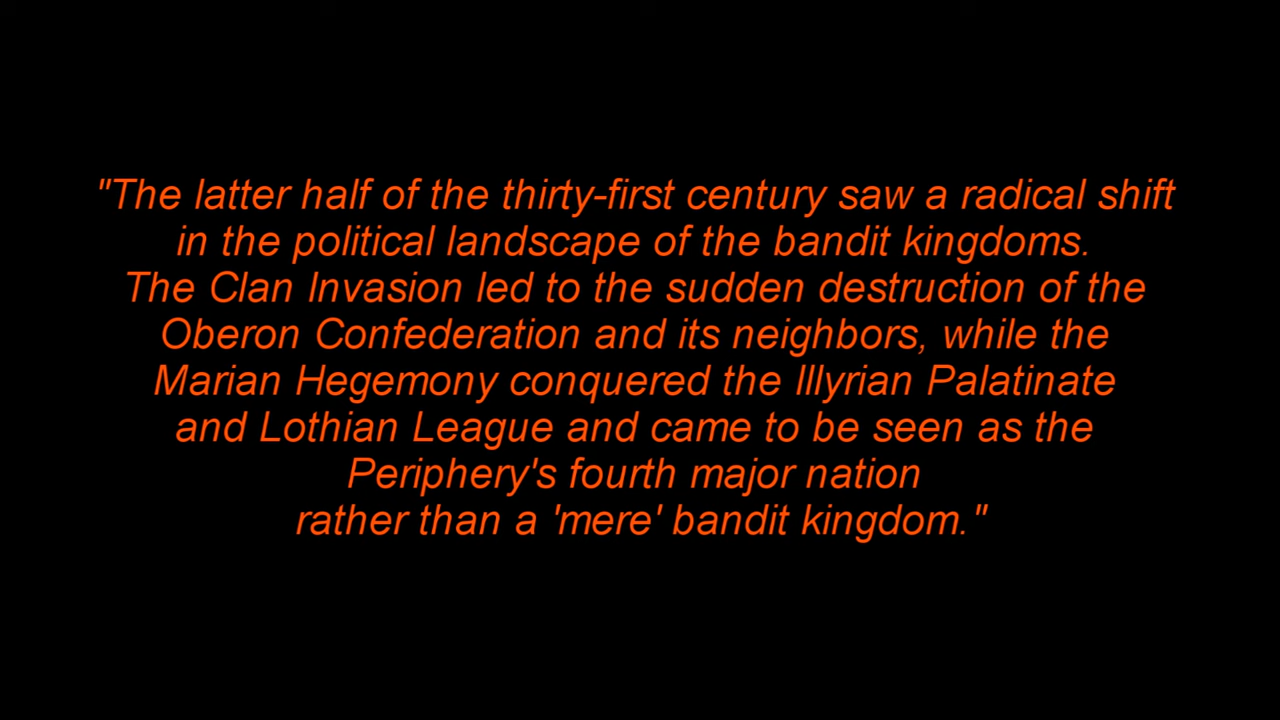 "The latter half of the thirty-first century saw a radical shift
in the political landscape of the bandit kingdoms.
The Clan Invasion led to the sudden destruction of the
Oberon Confederation and its neighbors, while the
Marian Hegemony conquered the Illyrian Palatinate
and Lothian League and came to be seen as the
Periphery's fourth major nation
rather than a 'mere' bandit kingdom."